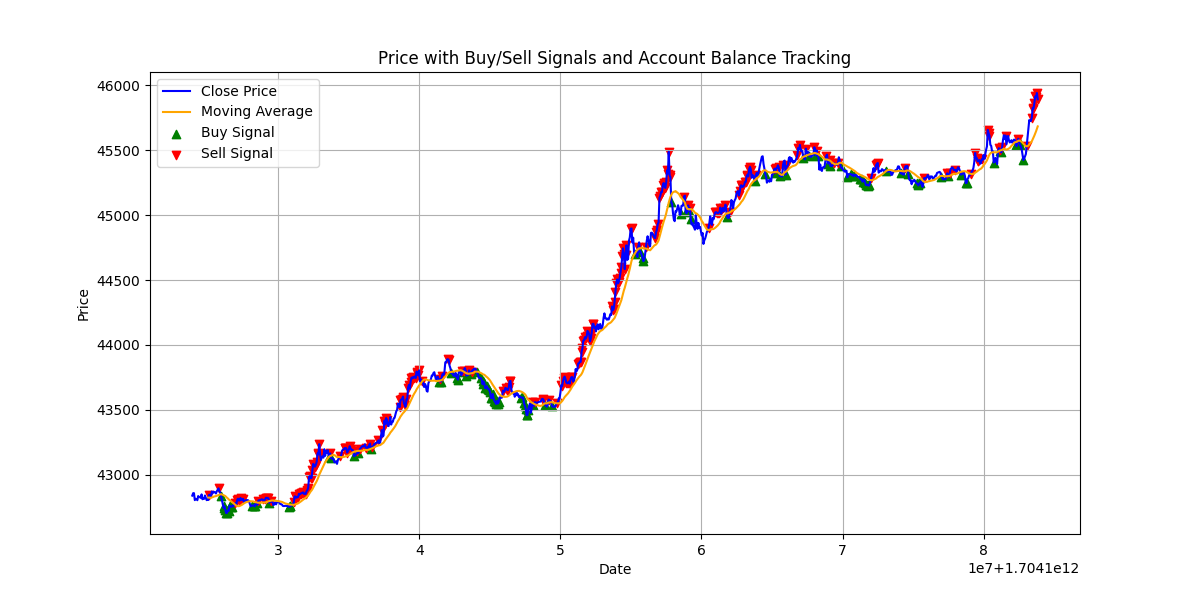 Price with Buy/Sell Signals and Account Balance Tracking
Close Price
Moving Average
Buy Signal
Sell Signal
46000
45500
45000
44500
44000
43500
43000
Price
3 4 5 6 7 8
Date
1e7+1.7041e12